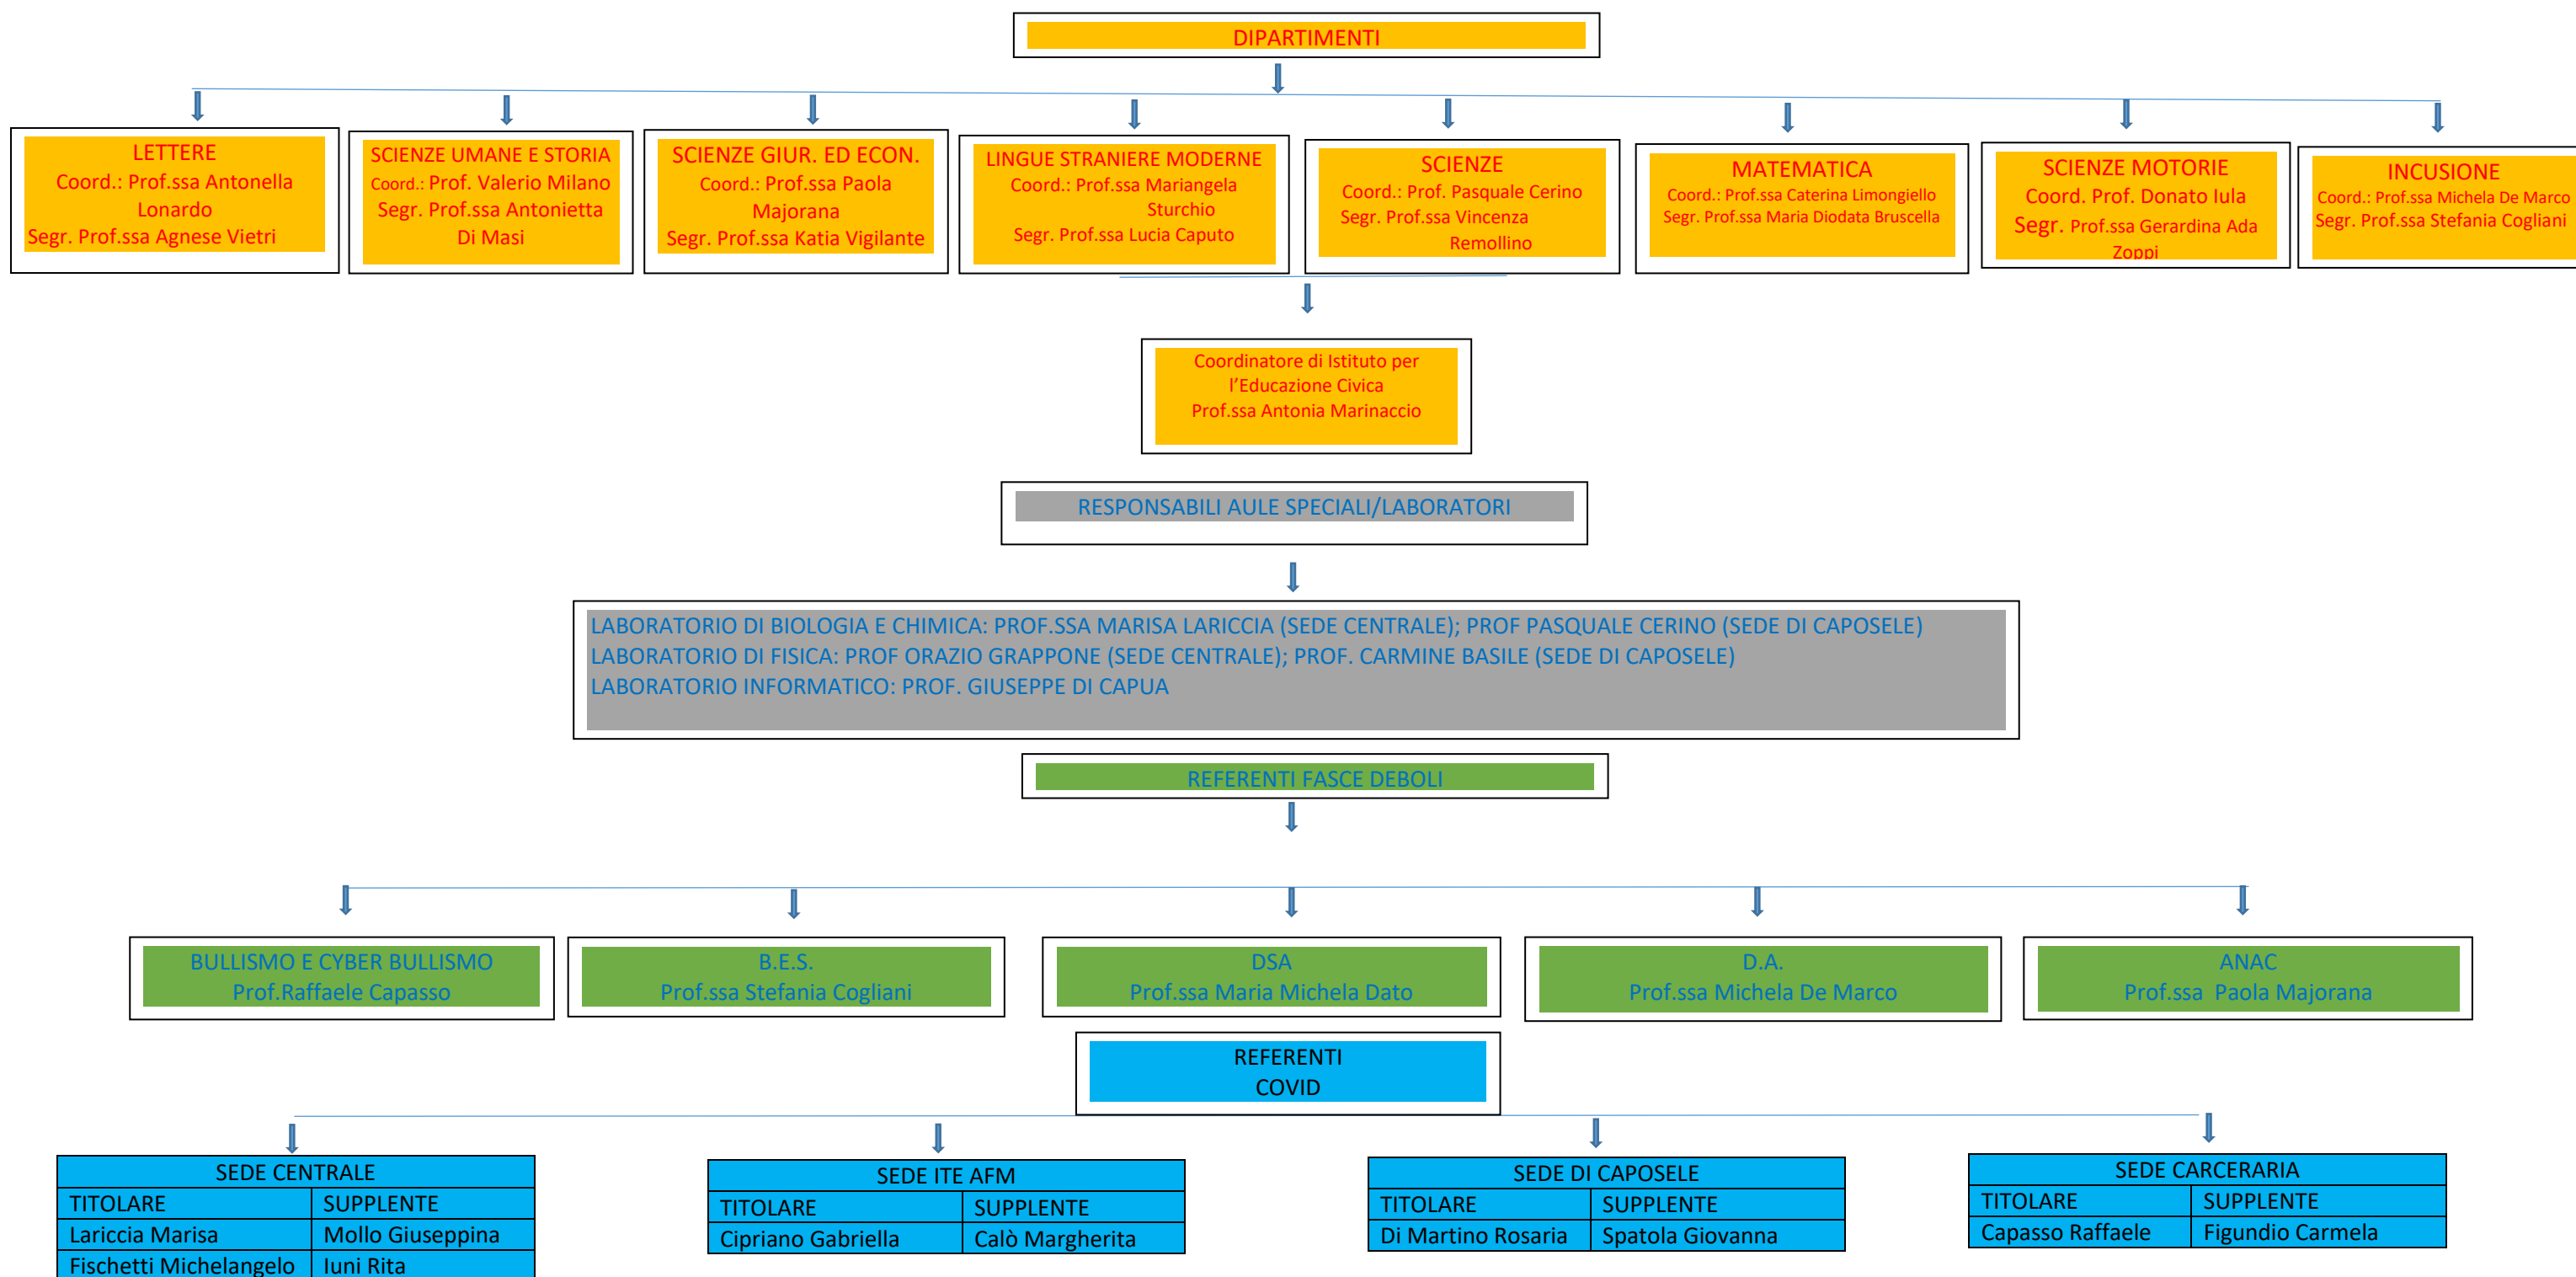 DIPARTIMENTI
LETTERE
Coord.: Prof.ssa Antonella
Lonardo
Segr. Prof.ssa Agnese Vietri
SCIENZE UMANE E STORIA
Coord.: Prof. Valerio Milano
Segr. Prof.ssa Antonietta
Di Masi
SCIENZE GIUR. ED ECON.
Coord.: Prof.ssa Paola
Majorana
Segr. Prof.ssa Katia Vigilante
LINGUE STRANIERE MODERNE
Coord.: Prof.ssa Mariangela
Sturchio
Segr. Prof.ssa Lucia Caputo
SCIENZE
Coord.: Prof. Pasquale Cerino
Segr. Prof.ssa Vincenza
Remollino
MATEMATICA
Coord.: Prof.ssa Caterina Limongiello
Segr. Prof.ssa Maria Diodata Bruscella
SCIENZE MOTORIE
Coord. Prof. Donato Iula
Segr. Prof.ssa Gerardina Ada
Zoppi
INCUSIONE
Coord.: Prof.ssa Michela De Marco
Segr. Prof.ssa Stefania Cogliani
Coordinatore di Istituto per
l'Educazione Civica
Prof.ssa Antonia Marinaccio
RESPONSABILI AULE SPECIALI/LABORATORI
LABORATORIO DI BIOLOGIA E CHIMICA: PROF.SSA MARISA LARICCIA (SEDE CENTRALE); PROF PASQUALE CERINO (SEDE DI CAPOSELE)
LABORATORIO DI FISICA: PROF ORAZIO GRAPPONE (SEDE CENTRALE); PROF. CARMINE BASILE (SEDE DI CAPOSELE)
LABORATORIO INFORMATICO: PROF. GIUSEPPE DI CAPUA
REFERENTI FASCE DEBOLI
BULLISMO E CYBER BULLISMO
Prof.Raffaele Capasso
B.E.S.
Prof.ssa Stefania Cogliani
DSA
Prof.ssa Maria Michela Dato
D.A.
Prof.ssa Michela De Marco
ANAC
Prof.ssa Paola Majorana
REFERENTI
COVID
SEDE CENTRALE
TITOLARE SUPPLENTE
Lariccia Marisa Mollo Giuseppina
Fischetti Michelangelo Iuni Rita
SEDE ITE AFM
TITOLARE SUPPLENTE
Cipriano Gabriella Calò Margherita
SEDE DI CAPOSELE
TITOLARE SUPPLENTE
Di Martino Rosaria Spatola Giovanna
SEDE CARCERARIA
TITOLARE SUPPLENTE
Capasso Raffaele Figundio Carmela